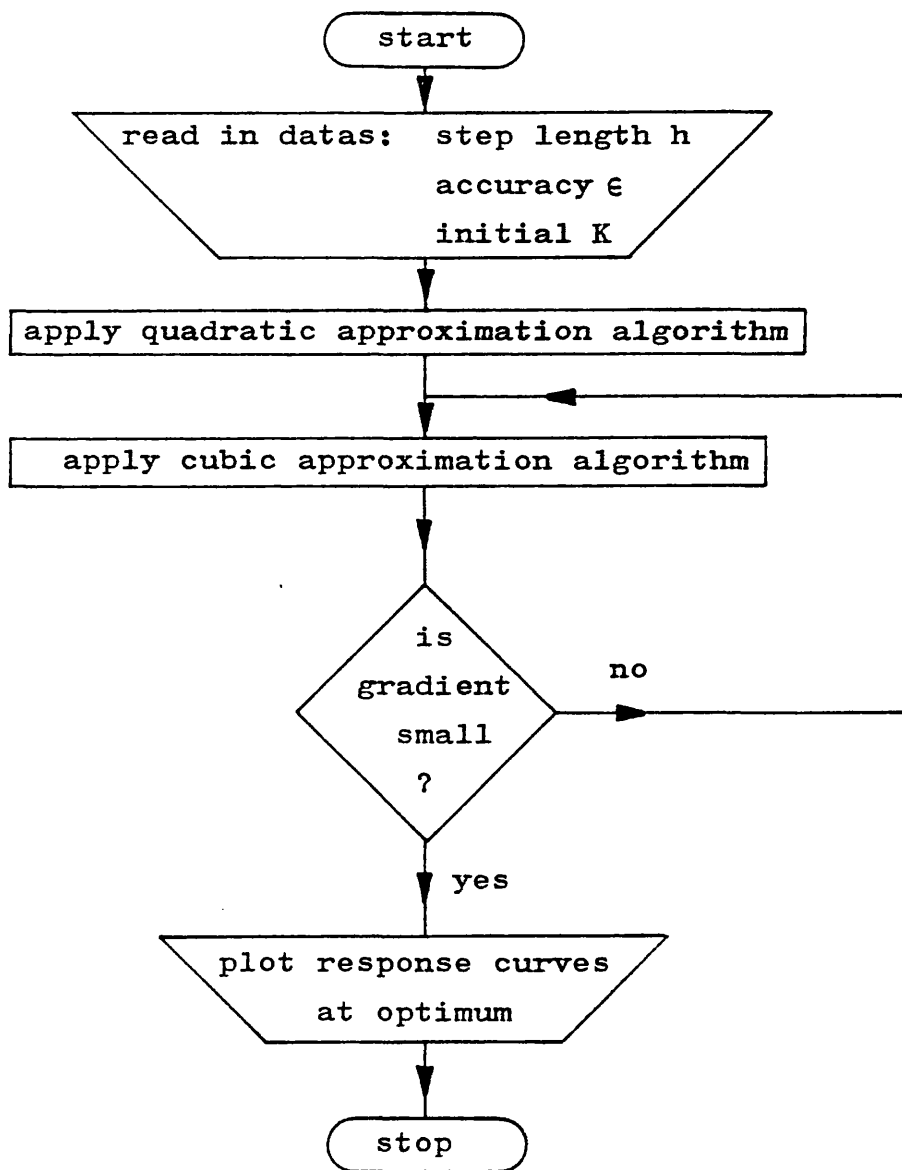 start
read in datas: step length h
accuracy ϵ
initial K
apply quadratic approximation algorithm
apply cubic approximation algorithm
is
gradient
small
?
no
yes
plot response curves
at optimum
stop